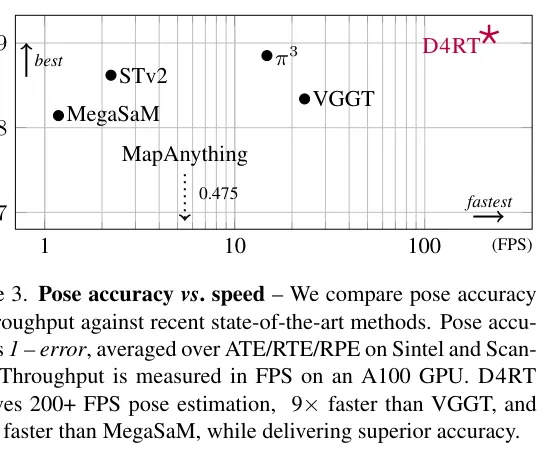 9
best
D4RT
π³
STv2
VGGT
MegaSaM
8
MapAnything
0.475
fastest
7
1 10 100 (FPS)
e 3. Pose accuracy vs. speed – We compare pose accuracy
roughput against recent state-of-the-art methods. Pose accu-
s 1 – error, averaged over ATE/RTE/RPE on Sintel and Scan-
Throughput is measured in FPS on an A100 GPU. D4RT
ves 200+ FPS pose estimation, 9× faster than VGGT, and
faster than MegaSaM, while delivering superior accuracy.